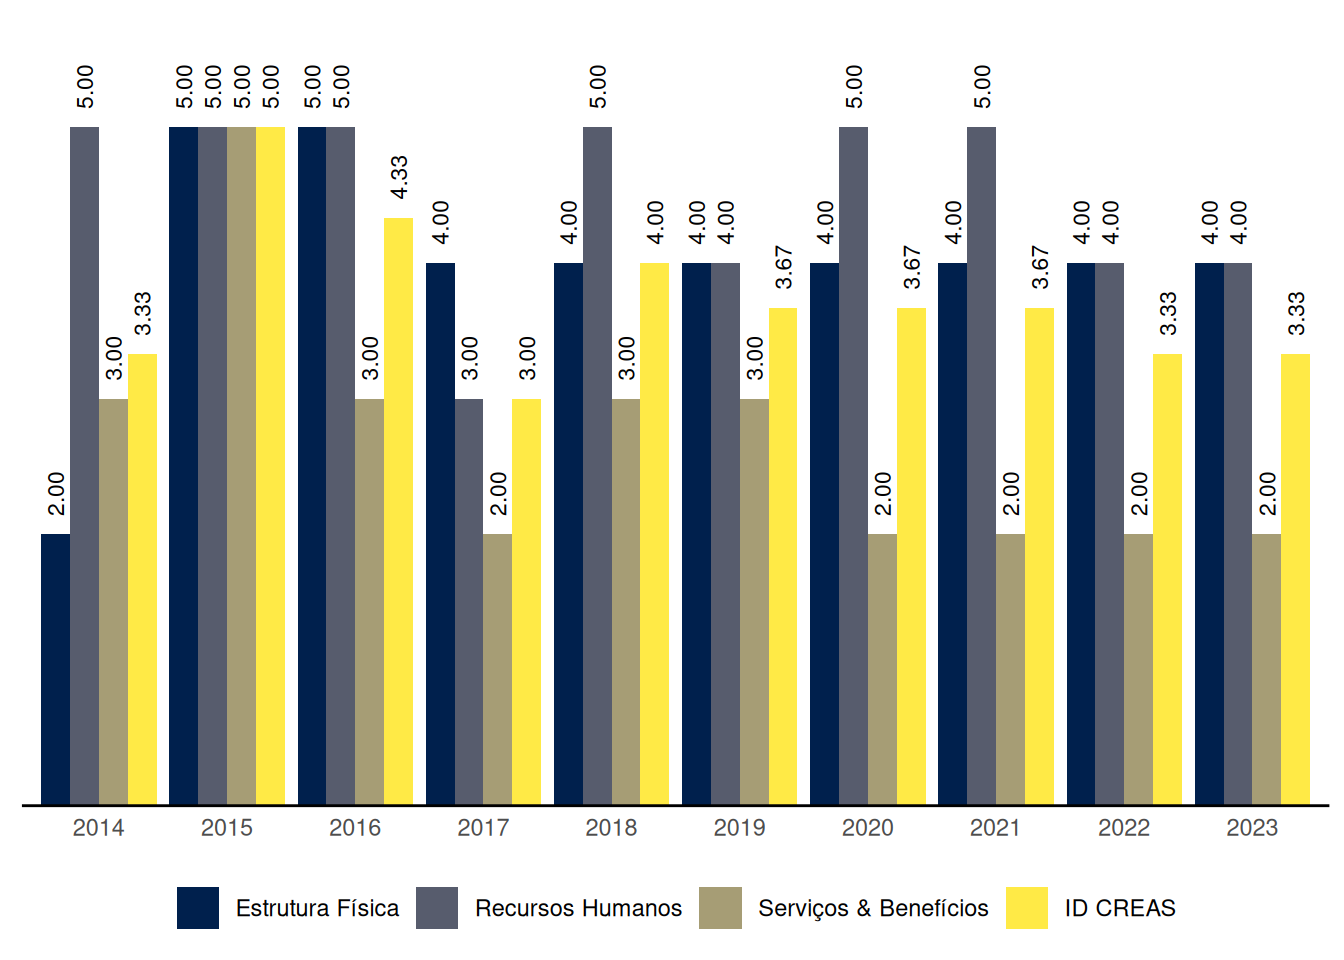 5.00 5.00 5.00 5.00 5.00 5.00 5.00 5.00 5.00 5.00
4.33
4.00 4.00 4.00 4.00 4.00 4.00 4.00 4.00 4.00 4.00 4.00
3.67 3.67 3.67
3.33 3.33 3.33
3.00 3.00 3.00 3.00 3.00 3.00
2.00 2.00 2.00 2.00 2.00 2.00
2014 2015 2016 2017 2018 2019 2020 2021 2022 2023
Estrutura Física Recursos Humanos Serviços & Benefícios ID CREAS